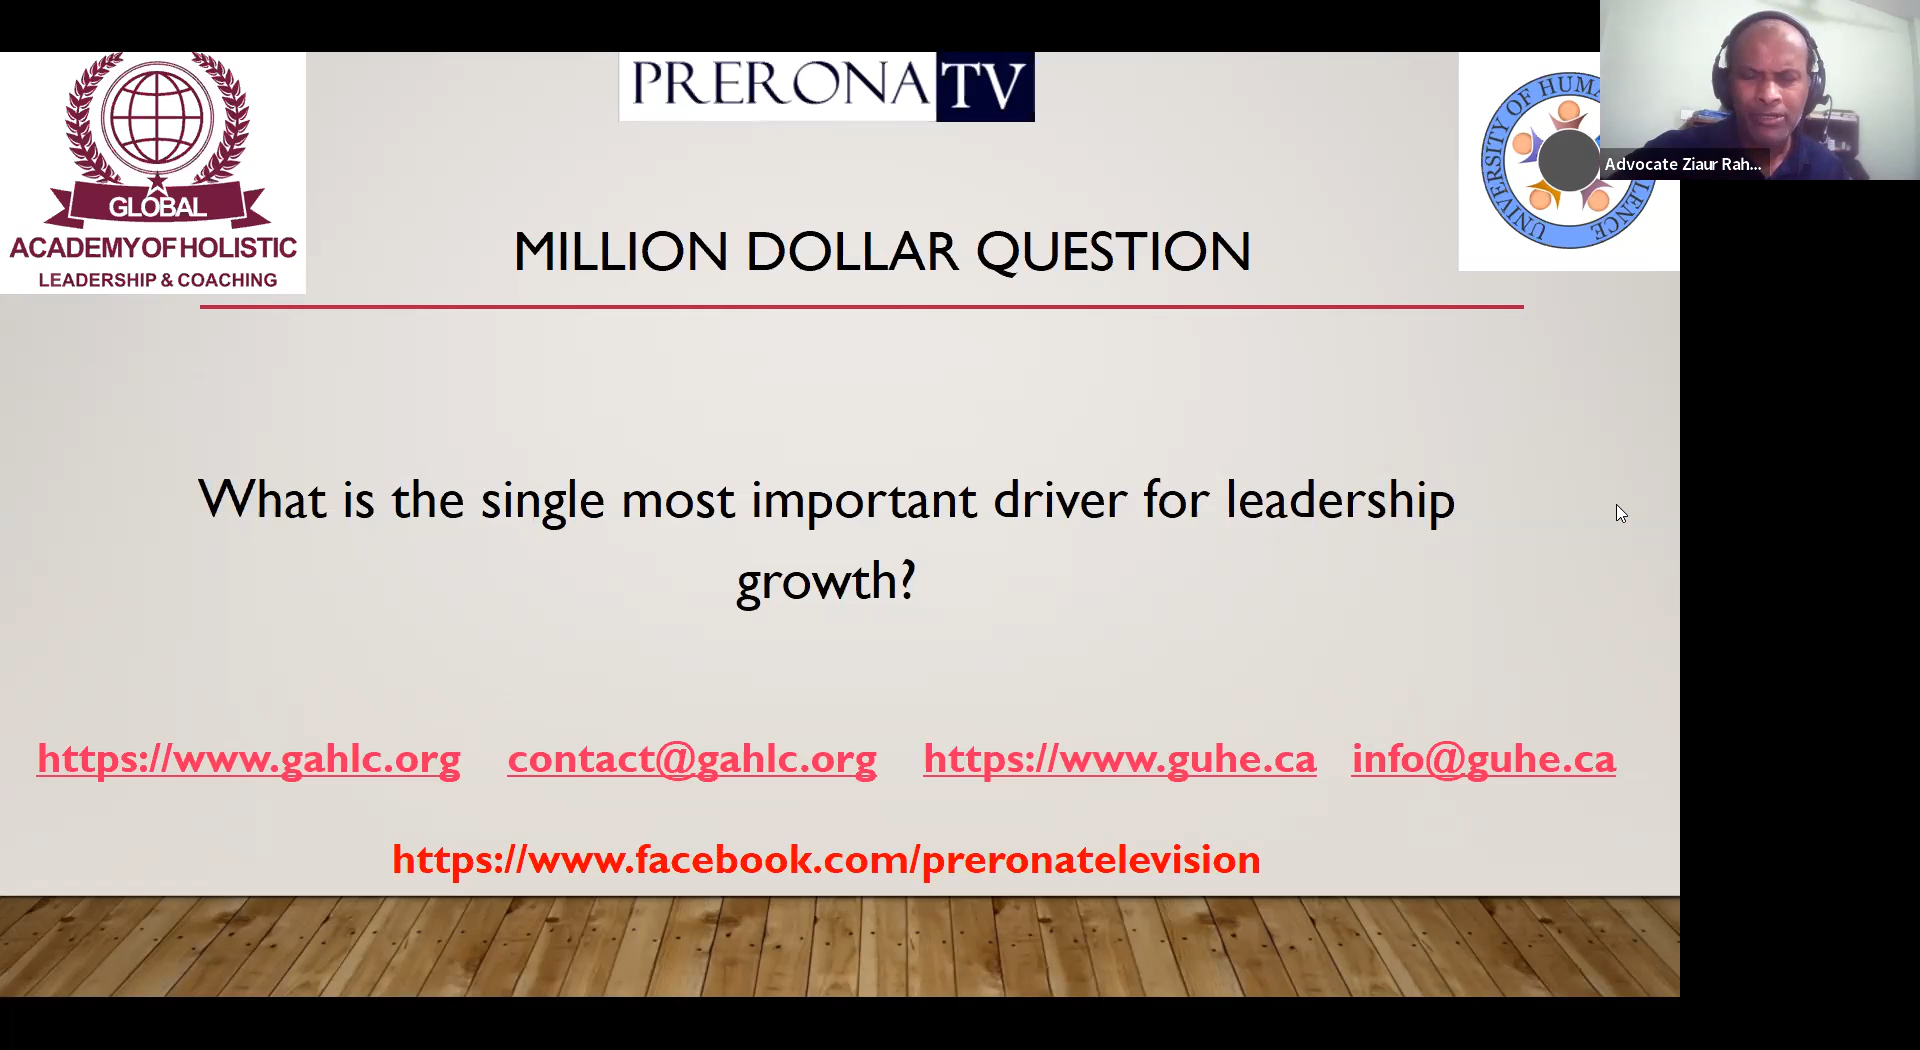 PRERONA TV
GLOBAL
ACADEMY OF HOLISTIC
LEADERSHIP & COACHING
UNIVERSITY OF
Advocate Ziaur Rah...
MILLION DOLLAR QUESTION
What is the single most important driver for leadership
growth?
https://www.gahlc.org contact@gahlc.org https://www.guhe.ca info@guhe.ca
https://www.facebook.com/preronatelevision